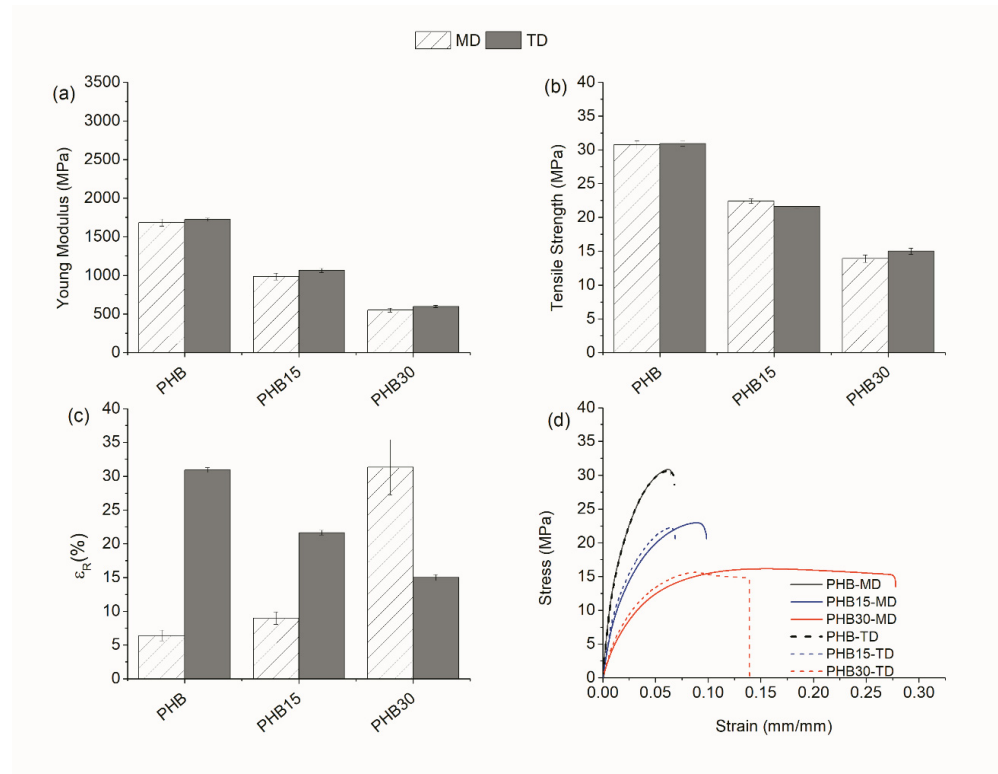 MD TD
(a)
Young Modulus (MPa)
3500
3000
2500
2000
1500
1000
500
0
PHB PHB15 PHB30
(b)
Tensile Strength (MPa)
40
35
30
25
20
15
10
5
0
PHB PHB15 PHB30
(c)
εR(%)
40
35
30
25
20
15
10
5
0
PHB PHB15 PHB30
(d)
Stress (MPa)
40
35
30
25
20
15
10
5
0
PHB-MD
PHB15-MD
PHB30-MD
PHB-TD
PHB15-TD
PHB30-TD
0.00 0.05 0.10 0.15 0.20 0.25 0.30
Strain (mm/mm)